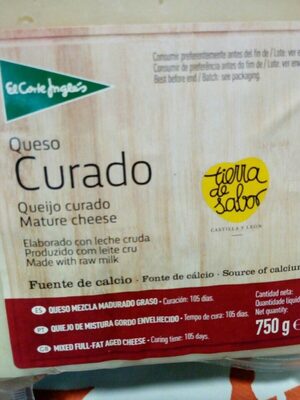 Consumir preferentemente antes del fin de / Lote: ver
Consumir de preferência antes do fim de / Lote: ver
Best before end / Batch: see packaging.
El Corte Inglés
Queso
Curado
Queijo curado
Mature cheese
tierra
de
sabor
CASTILLA Y LEÓN
Elaborado con leche cruda
Produzido com leite cru
Made with raw milk
Fuente de calcio - Fonte de cálcio - Source of calcium
ES QUESO MEZCLA MADURADO GRASO - Curación: 105 días.
PT QUEIJO DE MISTURA GORDO ENVELHECIDO - Tempo de cura: 105 dias.
GB MIXED FULL-FAT AGED CHEESE - Curing time: 105 days.
Cantidad neta:
Quantidade líquid
Net quantity:
750 g